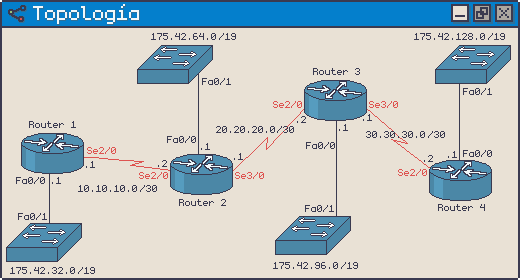 Topología
175.42.64.0/19
175.42.128.0/19
Router 3
Fa0/1
Fa0/1
Se2/0
Se3/0
.2
.1
Router 1
20.20.20.0/30
30.30.30.0/30
Fa0/0
.1
.1
Fa0/0
.1
Se2/0
.1
Fa0/0
.2
.1
.2
Fa0/0
.1
Se2/0
Se3/0
Se2/0
10.10.10.0/30
Router 2
Router 4
Fa0/1
Fa0/1
175.42.32.0/19
175.42.96.0/19